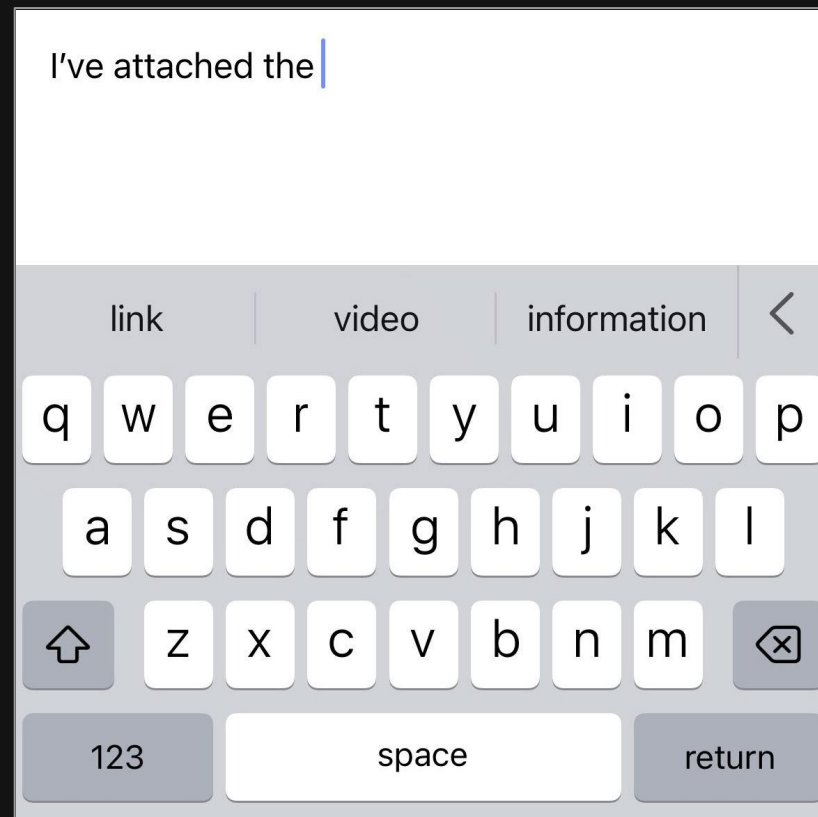 I’ve attached the
link video information
q w e r t y u i o p
a s d f g h j k l
z x c v b n m
123 space return